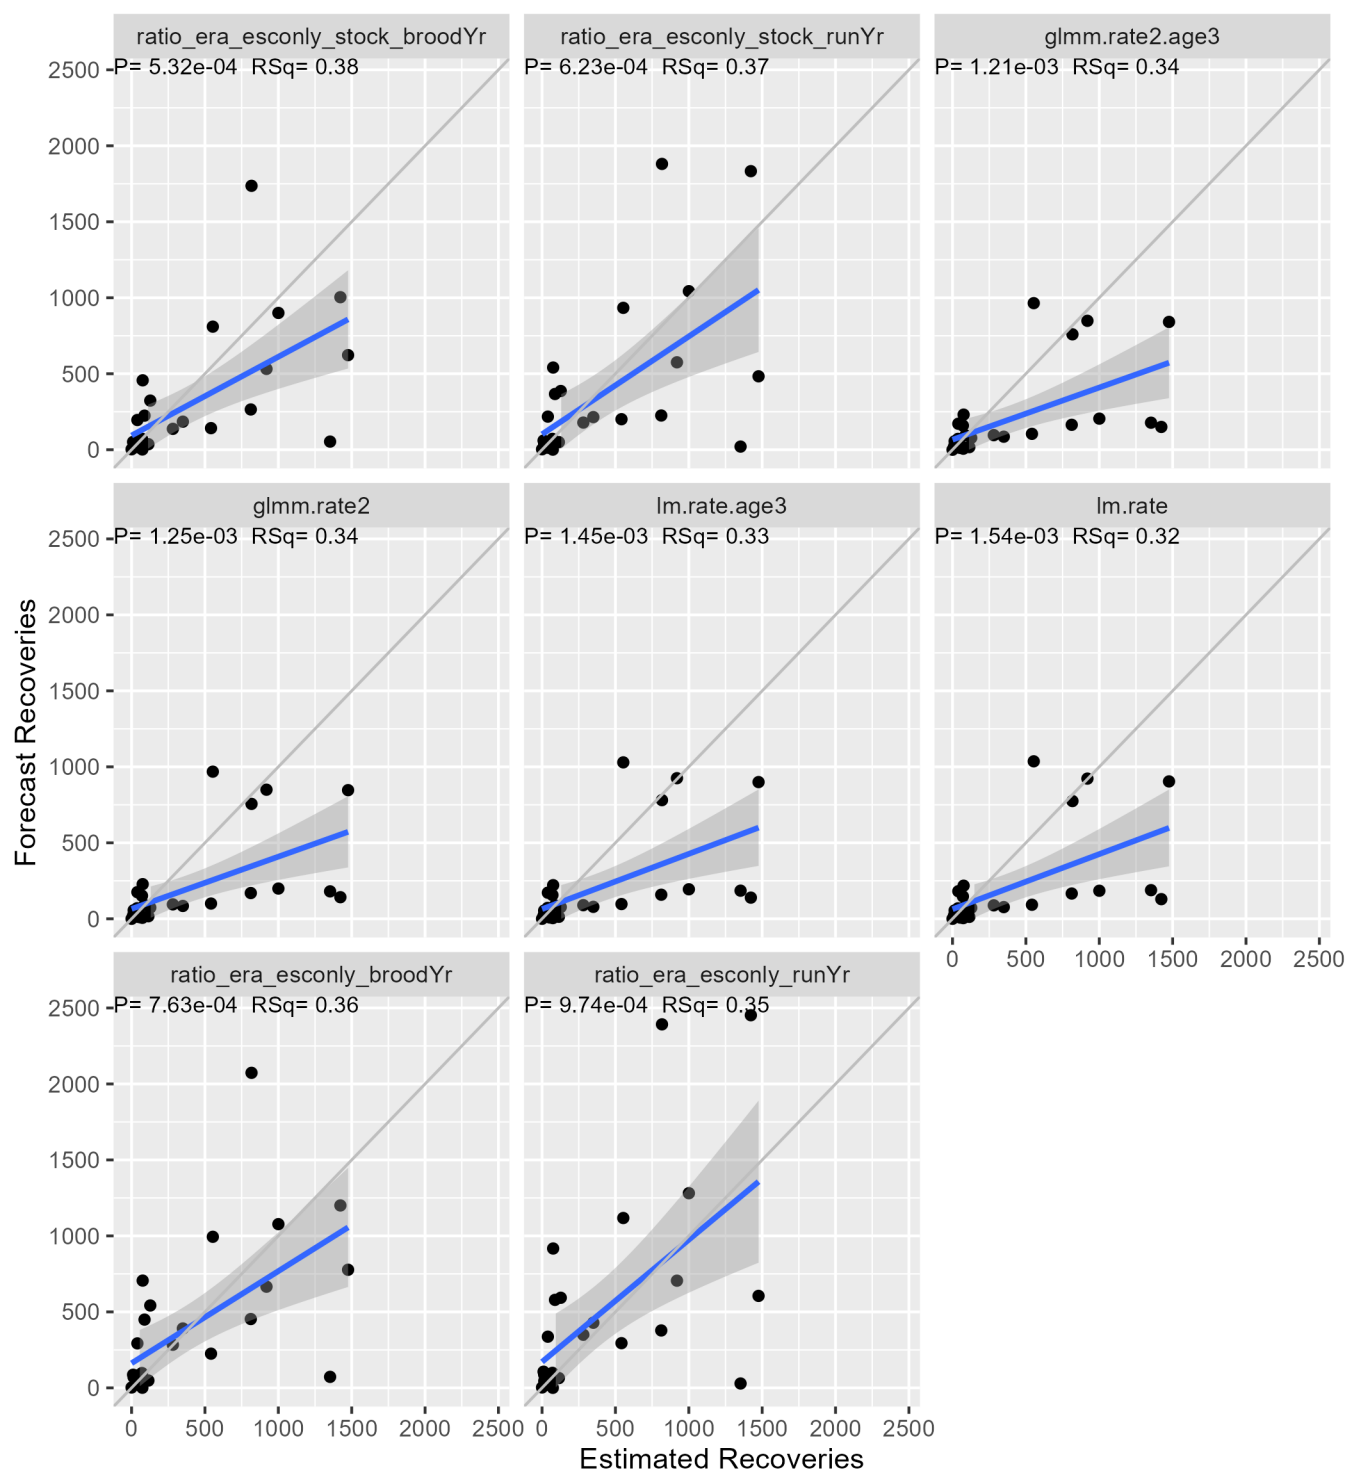 ratio_era_esconly_stock_broodYr ratio_era_esconly_stock_runYr glmm.rate2.age3
P= 5.32e-04 RSq= 0.38 P= 6.23e-04 RSq= 0.37 P= 1.21e-03 RSq= 0.34
2500
2000
1500
1000
500
0
glmm.rate2 lm.rate.age3 lm.rate
P= 1.25e-03 RSq= 0.34 P= 1.45e-03 RSq= 0.33 P= 1.54e-03 RSq= 0.32
2500
2000
1500
1000
500
0
0 500 1000 1500 2000 2500
Forecast Recoveries
ratio_era_esconly_broodYr ratio_era_esconly_runYr
P= 7.63e-04 RSq= 0.36 P= 9.74e-04 RSq= 0.35
2500
2000
1500
1000
500
0
0 500 1000 1500 2000 2500 0 500 1000 1500 2000 2500
Estimated Recoveries